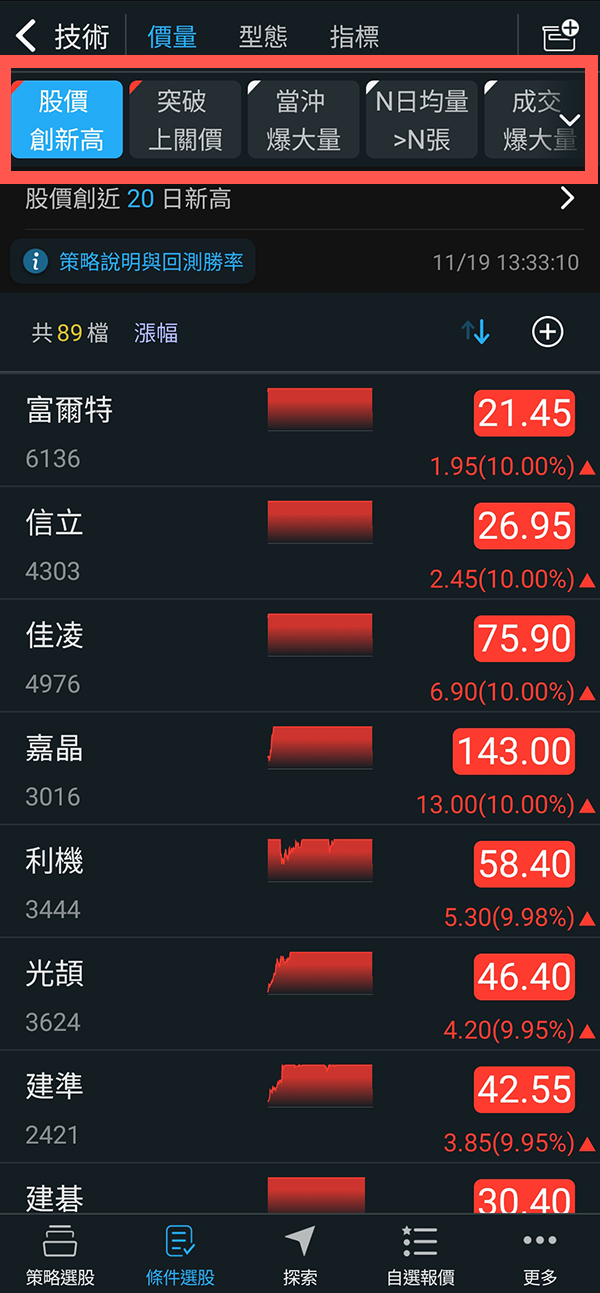 技術 價量 型態 指標
股價 突破 當沖 N日均量 成交
創新高 上關價 爆大量 >N張 爆大量
股價創近 20 日新高
策略說明與回測勝率 11/19 13:33:10
共89檔 漲幅
富爾特 21.45
6136 1.95(10.00%)▲
信立 26.95
4303 2.45(10.00%)▲
佳凌 75.90
4976 6.90(10.00%)▲
嘉晶 143.00
3016 13.00(10.00%)▲
利機 58.40
3444 5.30(9.98%)▲
光頡 46.40
3624 4.20(9.95%)▲
建準 42.55
2421 3.85(9.95%)▲
建碁 30.40
策略選股 條件選股 探索 自選報價 更多